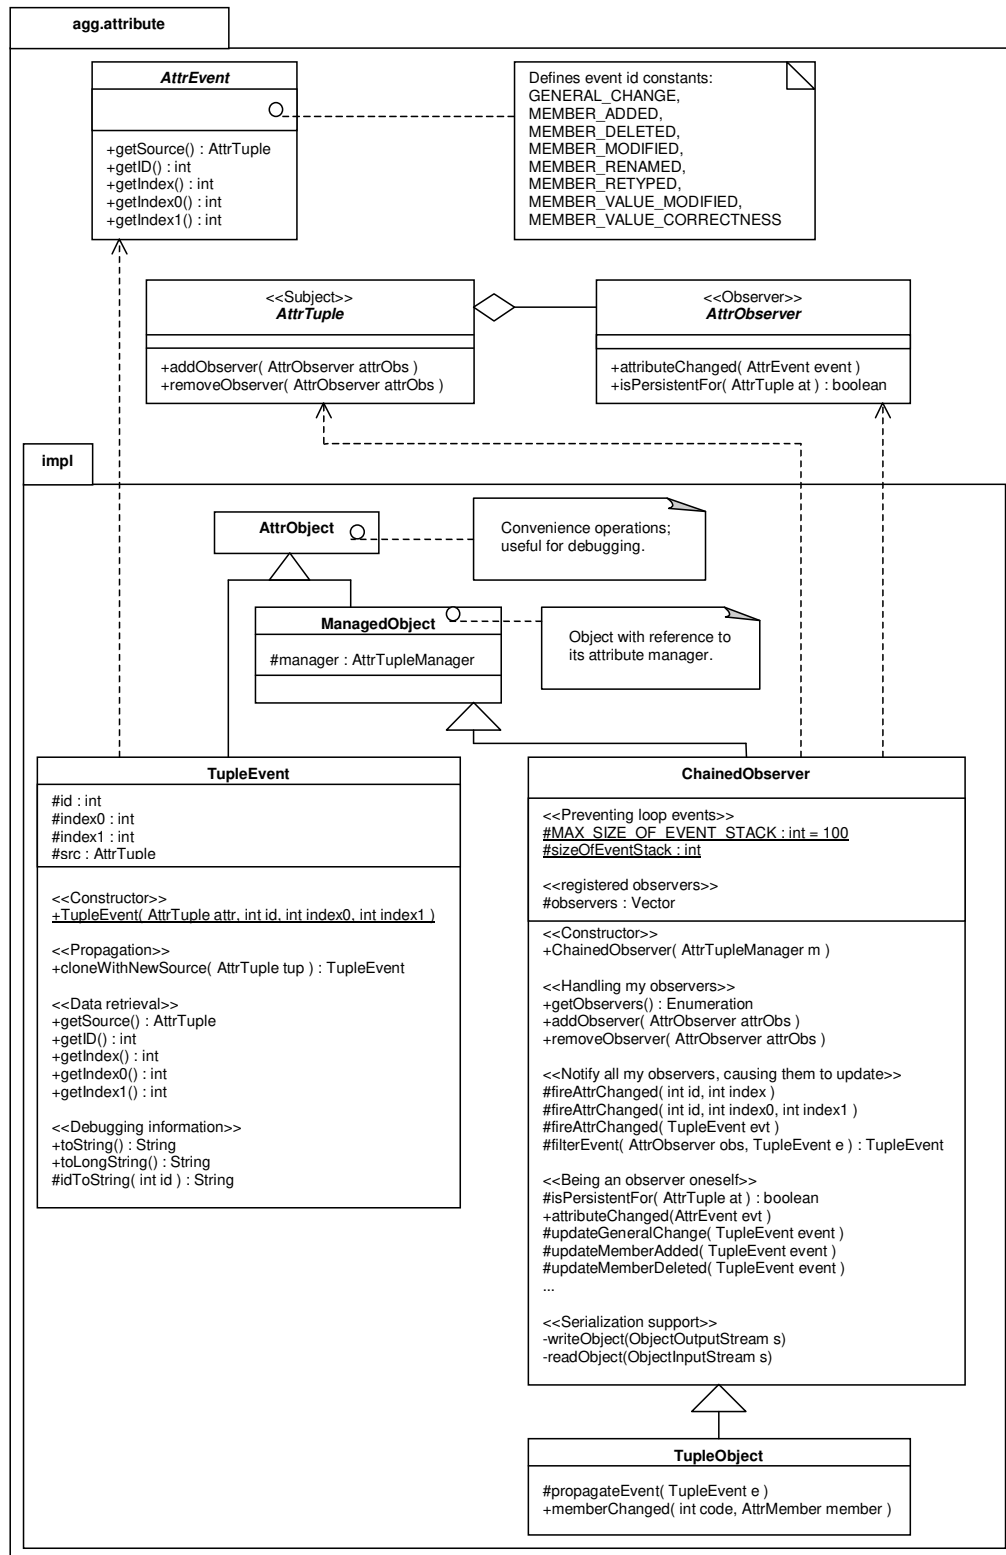 agg.attribute
AttrEvent
+getSource() : AttrTuple
+getID() : int
+getIndex() : int
+getIndex0() : int
+getIndex1() : int
Defines event id constants:
GENERAL_CHANGE,
MEMBER_ADDED,
MEMBER_DELETED,
MEMBER_MODIFIED,
MEMBER_RENAMED,
MEMBER_RETYPED,
MEMBER_VALUE_MODIFIED,
MEMBER_VALUE_CORRECTNESS
<<Subject>>
AttrTuple
+addObserver( AttrObserver attrObs )
+removeObserver( AttrObserver attrObs )
<<Observer>>
AttrObserver
+attributeChanged( AttrEvent event )
+isPersistentFor( AttrTuple at ) : boolean
impl
AttrObject
Convenience operations;
useful for debugging.
ManagedObject
#manager : AttrTupleManager
Object with reference to
its attribute manager.
TupleEvent
#id : int
#index0 : int
#index1 : int
#src : AttrTuple
<<Constructor>>
+TupleEvent( AttrTuple attr, int id, int index0, int index1 )
<<Propagation>>
+cloneWithNewSource( AttrTuple tup ) : TupleEvent
<<Data retrieval>>
+getSource() : AttrTuple
+getID() : int
+getIndex() : int
+getIndex0() : int
+getIndex1() : int
<<Debugging information>>
+toString() : String
+toLongString() : String
#idToString( int id ) : String
ChainedObserver
<<Preventing loop events>>
#MAX_SIZE_OF_EVENT_STACK : int = 100
#sizeOfEventStack : int
<<registered observers>>
#observers : Vector
<<Constructor>>
+ChainedObserver( AttrTupleManager m )
<<Handling my observers>>
+getObservers() : Enumeration
+addObserver( AttrObserver attrObs )
+removeObserver( AttrObserver attrObs )
<<Notify all my observers, causing them to update>>
#fireAttrChanged( int id, int index )
#fireAttrChanged( int id, int index0, int index1 )
#fireAttrChanged( TupleEvent evt )
#filterEvent( AttrObserver obs, TupleEvent e ) : TupleEvent
<<Being an observer oneself>>
#isPersistentFor( AttrTuple at ) : boolean
+attributeChanged(AttrEvent evt )
#updateGeneralChange( TupleEvent event )
#updateMemberAdded( TupleEvent event )
#updateMemberDeleted( TupleEvent event )
...
<<Serialization support>>
-writeObject(ObjectOutputStream s)
-readObject(ObjectInputStream s)
TupleObject
#propagateEvent( TupleEvent e )
+memberChanged( int code, AttrMember member )